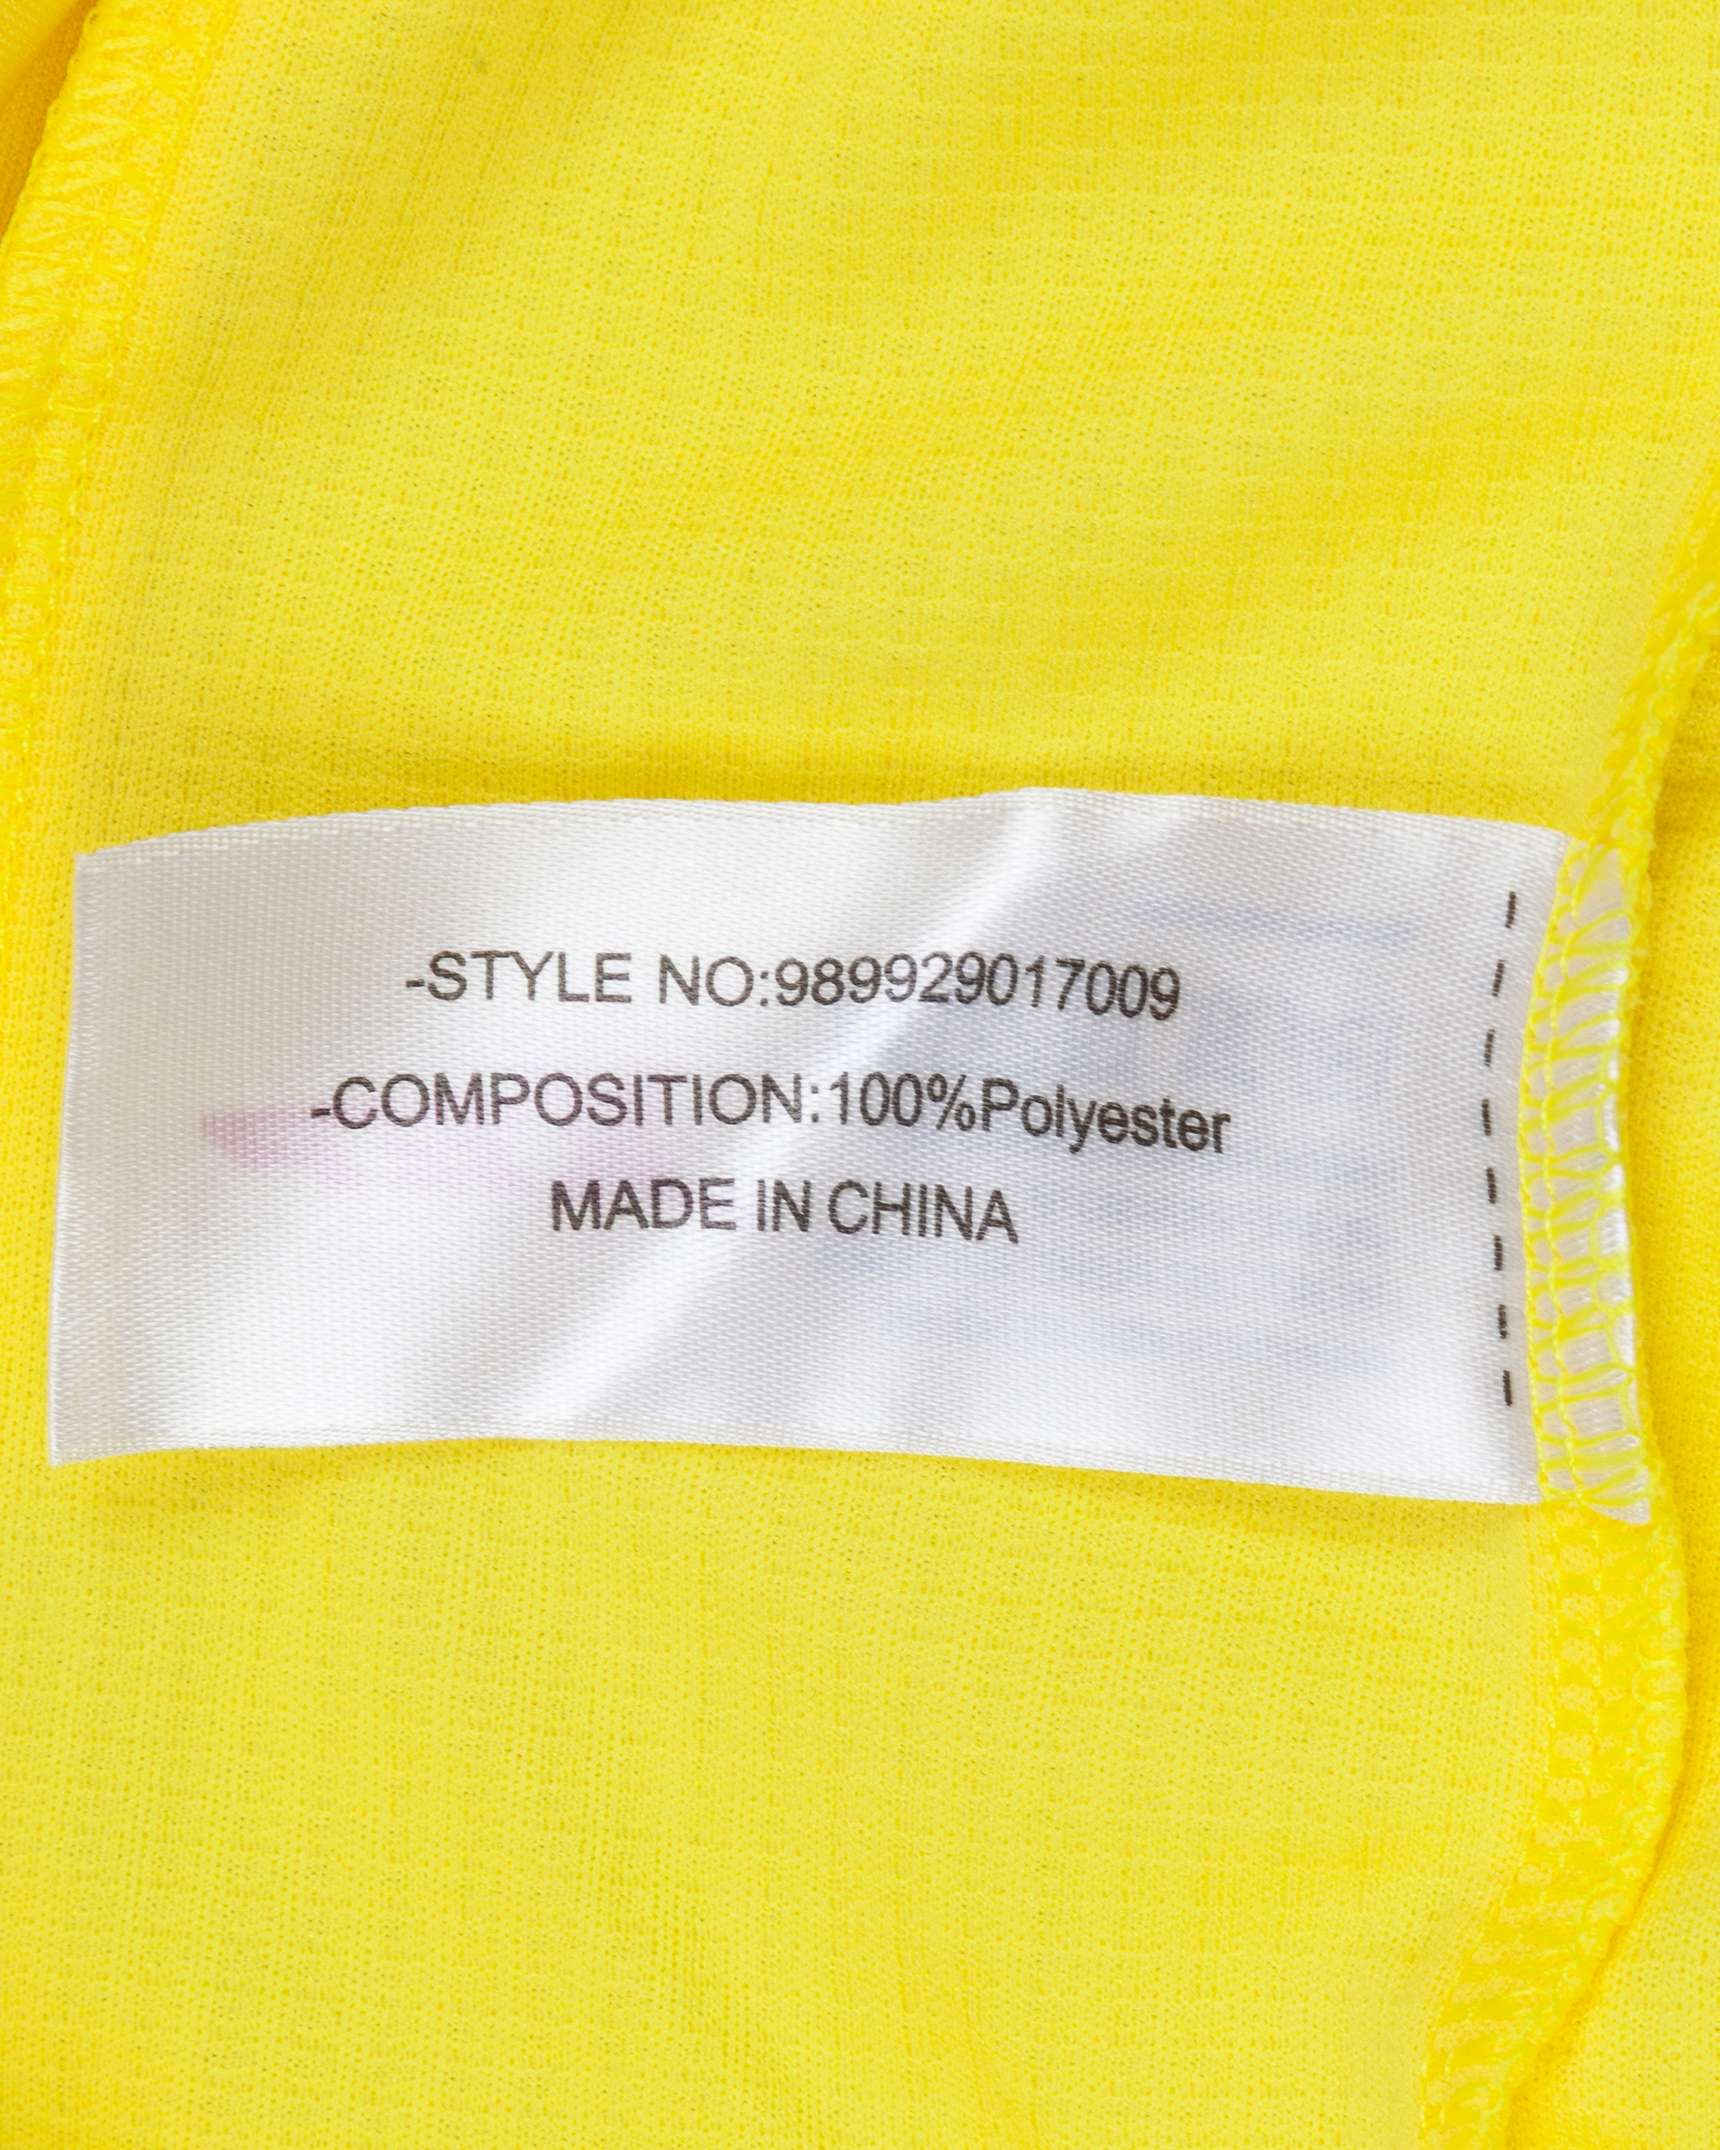 -STYLE NO:989929017009
-COMPOSITION:100%Polyester
MADE IN CHINA